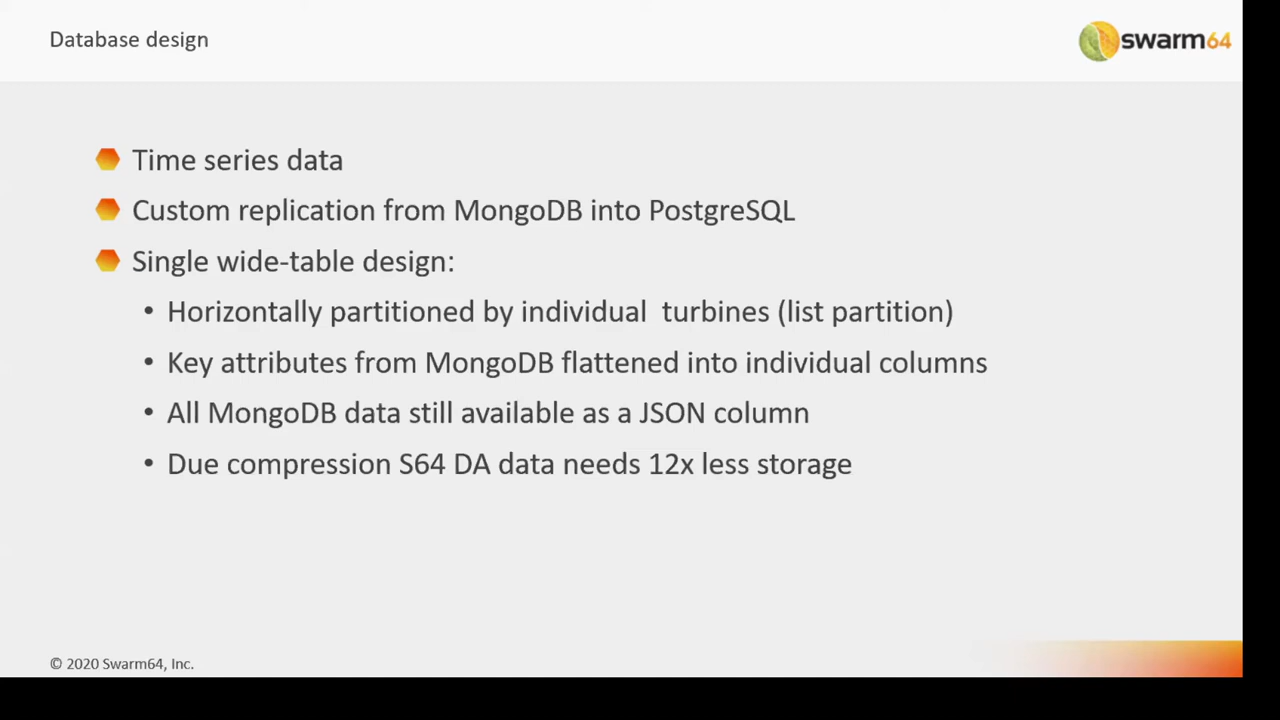 Database design
swarm64
Time series data
Custom replication from MongoDB into PostgreSQL
Single wide-table design:
• Horizontally partitioned by individual  turbines (list partition)
• Key attributes from MongoDB flattened into individual columns
• All MongoDB data still available as a JSON column
• Due compression S64 DA data needs 12x less storage
© 2020 Swarm64, Inc.